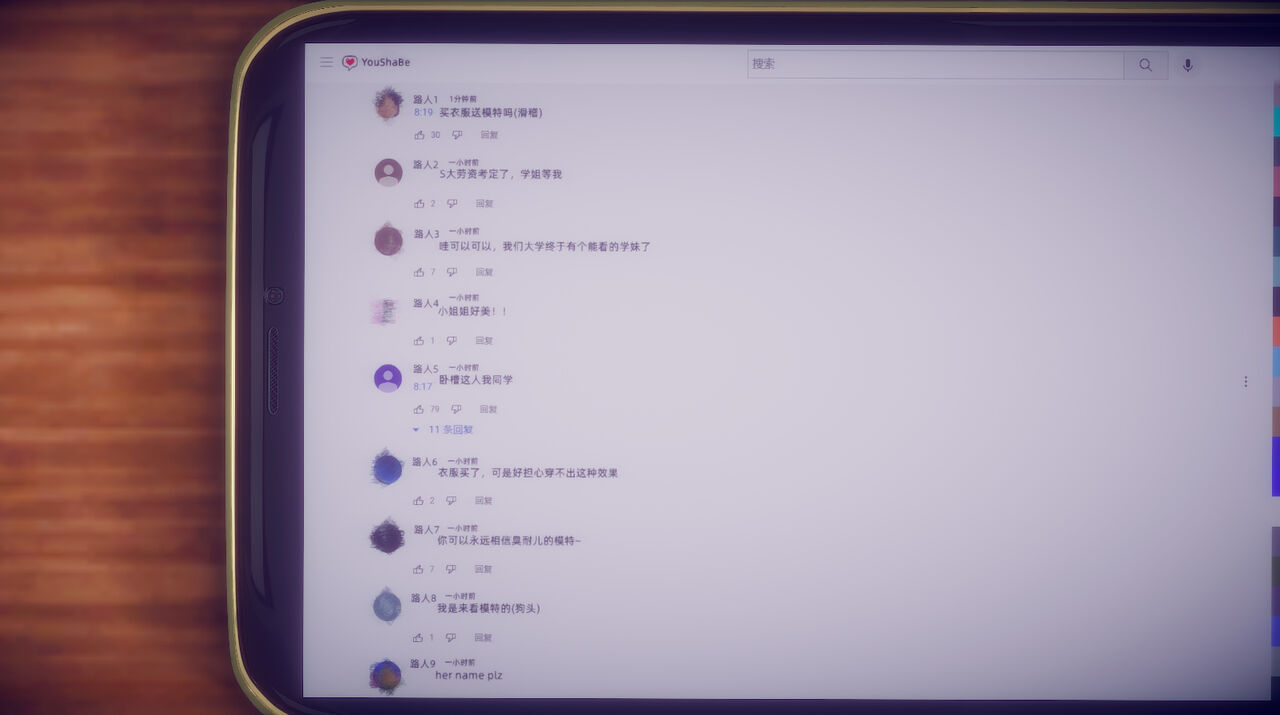 YouShaBe
搜索
路人1 1分钟前
8:19 买衣服送模特吗(滑稽)
30 回复
路人2 一小时前
S大劳资考定了，学姐等我
2 回复
路人3 一小时前
哇可以可以，我们大学终于有个能看的学妹了
7 回复
路人4 一小时前
小姐姐好美！！
1 回复
路人5 一小时前
8:17 卧槽这人我同学
79 回复
11 条回复
路人6 一小时前
衣服买了，可是好担心穿不出这种效果
2 回复
路人7 一小时前
你可以永远相信臭耐儿的模特~
7 回复
路人8 一小时前
我是来看模特的(狗头)
1 回复
路人9 一小时前
her name plz